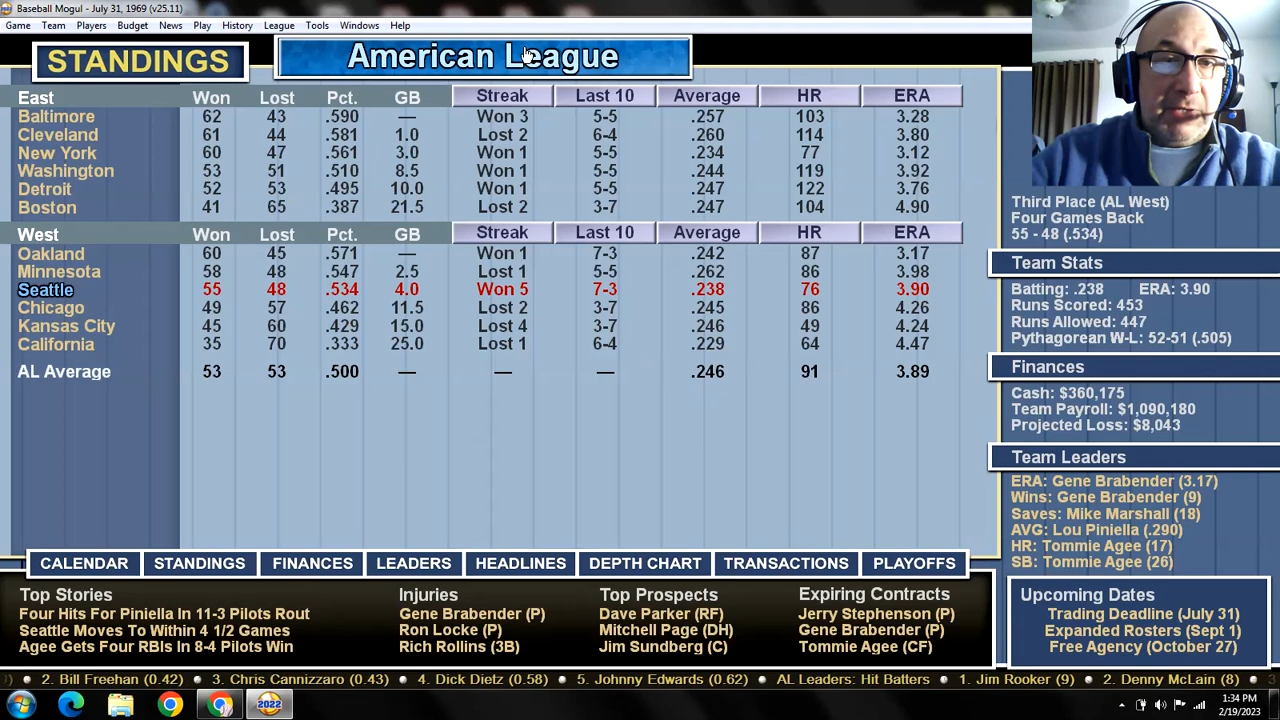 Baseball Mogul - July 31, 1969 (v25.11)
Game Team Players Budget News Play History League Tools Windows Help
STANDINGS
American League
East Won Lost Pct. GB Streak Last 10 Average HR ERA
Baltimore 62 43 .590 — Won 3 5-5 .257 103 3.28
Cleveland 61 44 .581 1.0 Lost 2 6-4 .260 114 3.80
New York 60 47 .561 3.0 Won 1 5-5 .234 77 3.12
Washington 53 51 .510 8.5 Won 1 5-5 .244 119 3.92
Detroit 52 53 .495 10.0 Won 1 5-5 .247 122 3.76
Boston 41 65 .387 21.5 Lost 2 3-7 .247 104 4.90
West Won Lost Pct. GB Streak Last 10 Average HR ERA
Oakland 60 45 .571 — Won 1 7-3 .242 87 3.17
Minnesota 58 48 .547 2.5 Lost 1 5-5 .262 86 3.98
Seattle 55 48 .534 4.0 Won 5 7-3 .238 76 3.90
Chicago 49 57 .462 11.5 Lost 2 3-7 .245 86 4.26
Kansas City 45 60 .429 15.0 Lost 4 3-7 .246 49 4.24
California 35 70 .333 25.0 Lost 1 6-4 .229 64 4.47
AL Average 53 53 .500 — — — .246 91 3.89
Third Place (AL West)
Four Games Back
55 - 48 (.534)
Team Stats
Batting: .238 ERA: 3.90
Runs Scored: 453
Runs Allowed: 447
Pythagorean W-L: 52-51 (.505)
Finances
Cash: $360,175
Team Payroll: $1,090,180
Projected Loss: $8,043
Team Leaders
ERA: Gene Brabender (3.17)
Wins: Gene Brabender (9)
Saves: Mike Marshall (18)
AVG: Lou Piniella (.290)
HR: Tommie Agee (17)
SB: Tommie Agee (26)
CALENDAR STANDINGS FINANCES LEADERS HEADLINES DEPTH CHART TRANSACTIONS PLAYOFFS
Top Stories
Four Hits For Piniella In 11-3 Pilots Rout
Seattle Moves To Within 4 1/2 Games
Agee Gets Four RBIs In 8-4 Pilots Win
Injuries
Gene Brabender (P)
Ron Locke (P)
Rich Rollins (3B)
Top Prospects
Dave Parker (RF)
Mitchell Page (DH)
Jim Sundberg (C)
Expiring Contracts
Jerry Stephenson (P)
Gene Brabender (P)
Tommie Agee (CF)
Upcoming Dates
Trading Deadline (July 31)
Expanded Rosters (Sept 1)
Free Agency (October 27)
) 2. Bill Freehan (0.42) 3. Chris Cannizzaro (0.43) 4. Dick Dietz (0.58) 5. Johnny Edwards (0.62) AL Leaders: Hit Batters 1. Jim Rooker (9) 2. Denny McLain (8) 3
2022
1:34 PM
2/19/2023